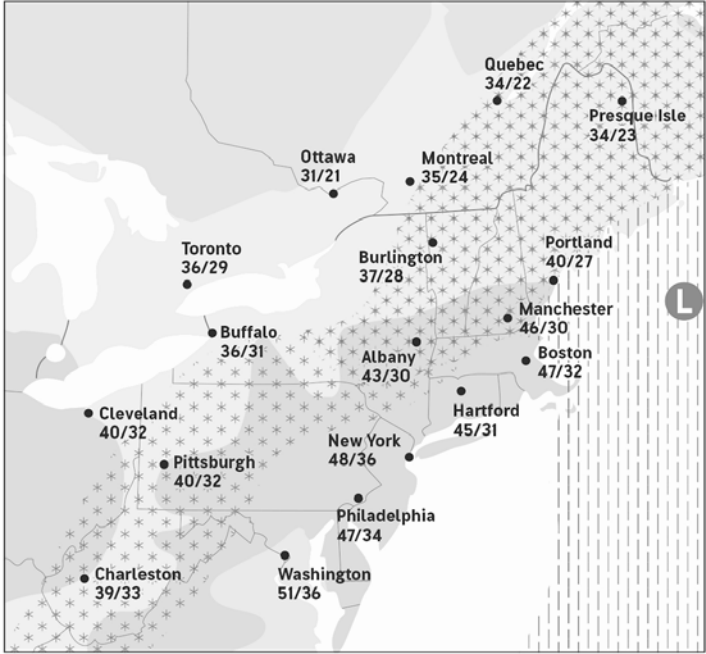 Quebec
34/22
Presque Isle
34/23
Ottawa
31/21
Montreal
35/24
Toronto
36/29
Burlington
37/28
Portland
40/27
L
Manchester
46/30
Buffalo
36/31
Albany
43/30
Boston
47/32
Cleveland
40/32
Hartford
45/31
New York
48/36
Pittsburgh
40/32
Philadelphia
47/34
Charleston
39/33
Washington
51/36